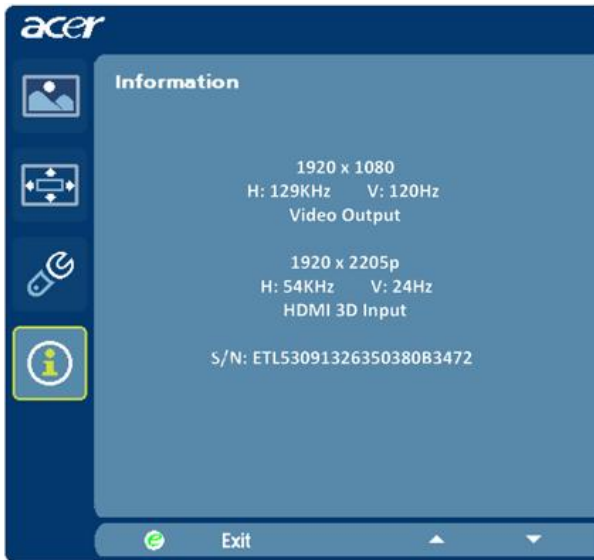 acer
Information
1920 x 1080
H: 129KHz V: 120Hz
Video Output
1920 x 2205p
H: 54KHz V: 24Hz
HDMI 3D Input
S/N: ETL53091326350380B3472
Exit